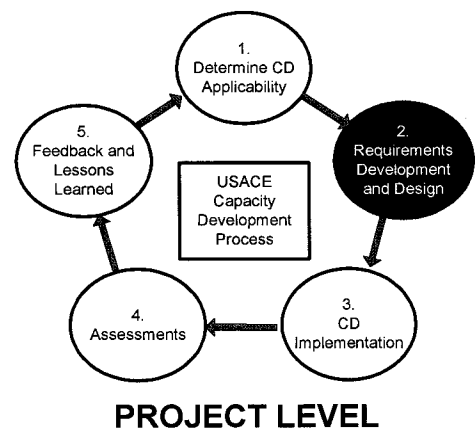 1.
Determine CD
Applicability
2.
Requirements
Development
and Design
3.
CD
Implementation
4.
Assessments
5.
Feedback and
Lessons
Learned
USACE
Capacity
Development
Process
PROJECT LEVEL